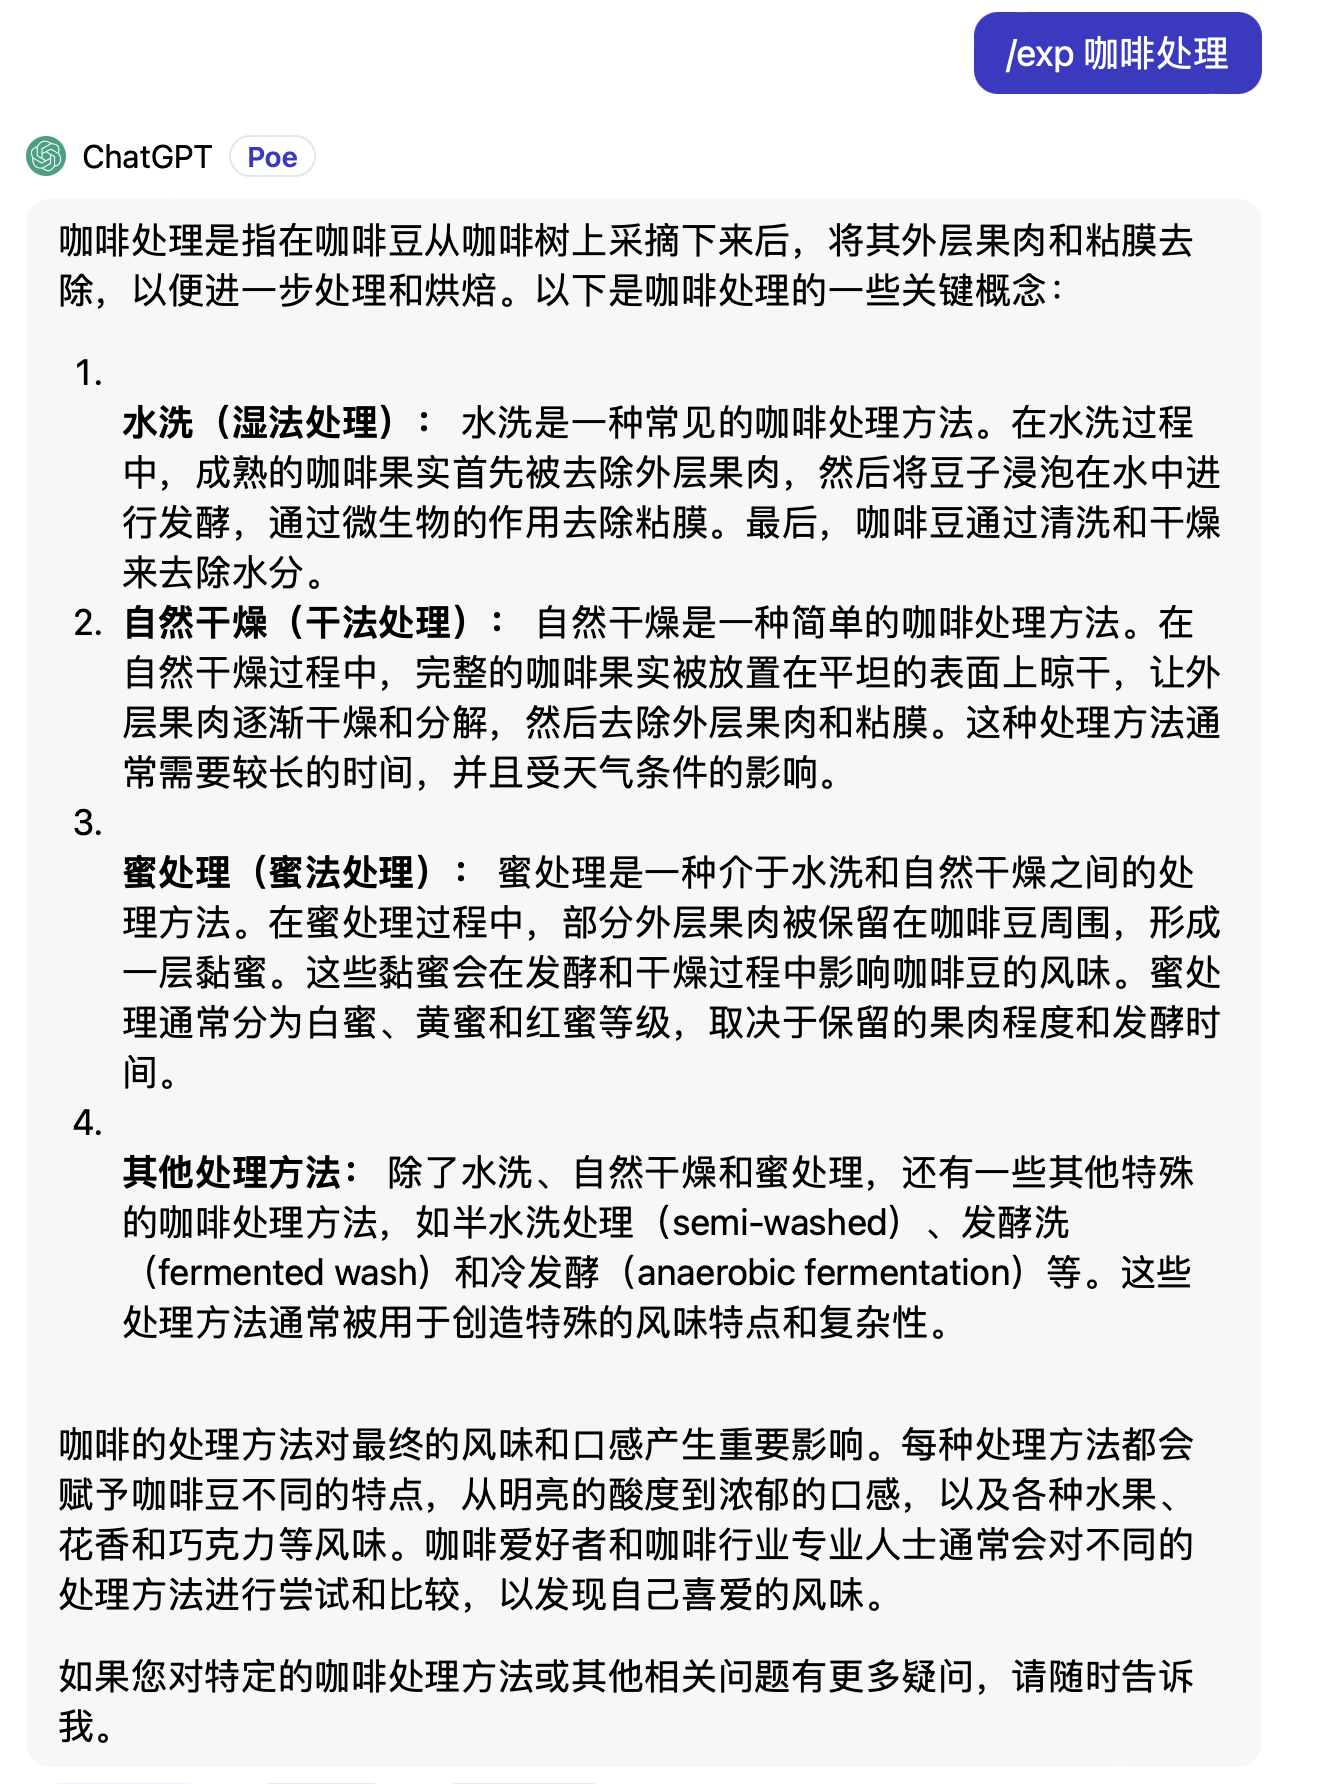 /exp 咖啡处理
ChatGPT Poe
咖啡处理是指在咖啡豆从咖啡树上采摘下来后，将其外层果肉和粘膜去
除，以便进一步处理和烘焙。以下是咖啡处理的一些关键概念：
1.
水洗（湿法处理）： 水洗是一种常见的咖啡处理方法。在水洗过程
中，成熟的咖啡果实首先被去除外层果肉，然后将豆子浸泡在水中进
行发酵，通过微生物的作用去除粘膜。最后，咖啡豆通过清洗和干燥
来去除水分。
2. 自然干燥（干法处理）： 自然干燥是一种简单的咖啡处理方法。在
自然干燥过程中，完整的咖啡果实被放置在平坦的表面上晾干，让外
层果肉逐渐干燥和分解，然后去除外层果肉和粘膜。这种处理方法通
常需要较长的时间，并且受天气条件的影响。
3.
蜜处理（蜜法处理）： 蜜处理是一种介于水洗和自然干燥之间的处
理方法。在蜜处理过程中，部分外层果肉被保留在咖啡豆周围，形成
一层黏蜜。这些黏蜜会在发酵和干燥过程中影响咖啡豆的风味。蜜处
理通常分为白蜜、黄蜜和红蜜等级，取决于保留的果肉程度和发酵时
间。
4.
其他处理方法： 除了水洗、自然干燥和蜜处理，还有一些其他特殊
的咖啡处理方法，如半水洗处理（semi-washed）、发酵洗
（fermented wash）和冷发酵（anaerobic fermentation）等。这些
处理方法通常被用于创造特殊的风味特点和复杂性。
咖啡的处理方法对最终的风味和口感产生重要影响。每种处理方法都会
赋予咖啡豆不同的特点，从明亮的酸度到浓郁的口感，以及各种水果、
花香和巧克力等风味。咖啡爱好者和咖啡行业专业人士通常会对不同的
处理方法进行尝试和比较，以发现自己喜爱的风味。
如果您对特定的咖啡处理方法或其他相关问题有更多疑问，请随时告诉
我。